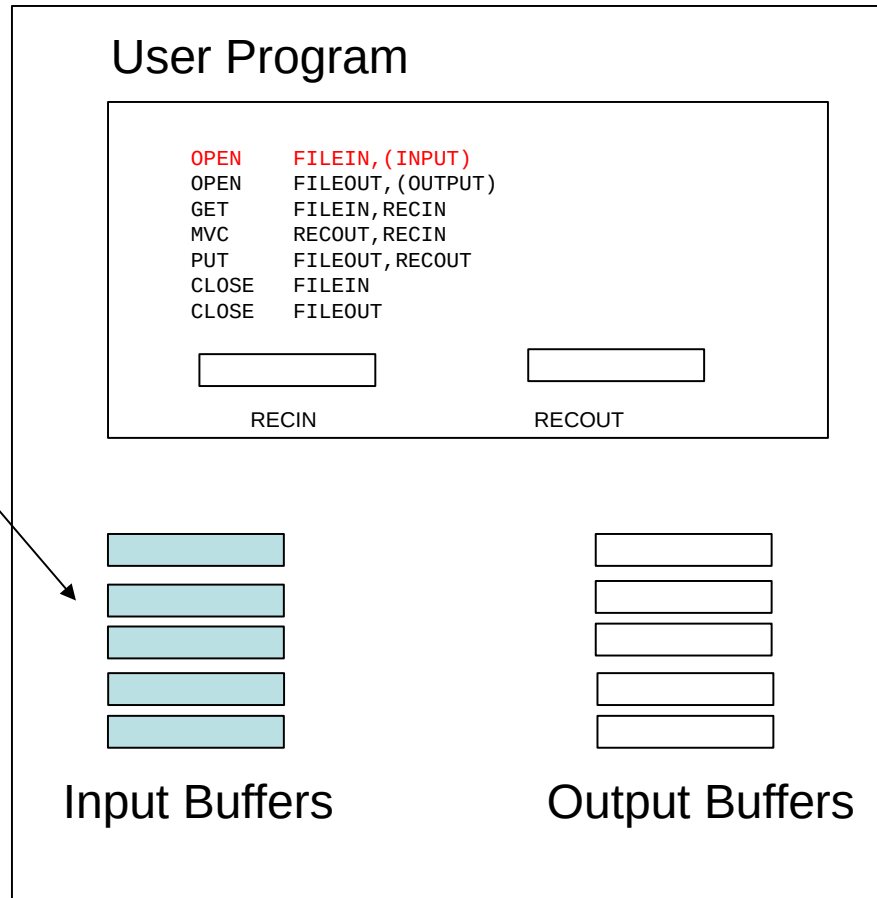 User Program
OPEN FILEIN,(INPUT)
OPEN FILEOUT,(OUTPUT)
GET FILEIN,RECIN
MVC RECOUT,RECIN
PUT FILEOUT,RECOUT
CLOSE FILEIN
CLOSE FILEOUT
RECIN RECOUT
Input Buffers Output Buffers